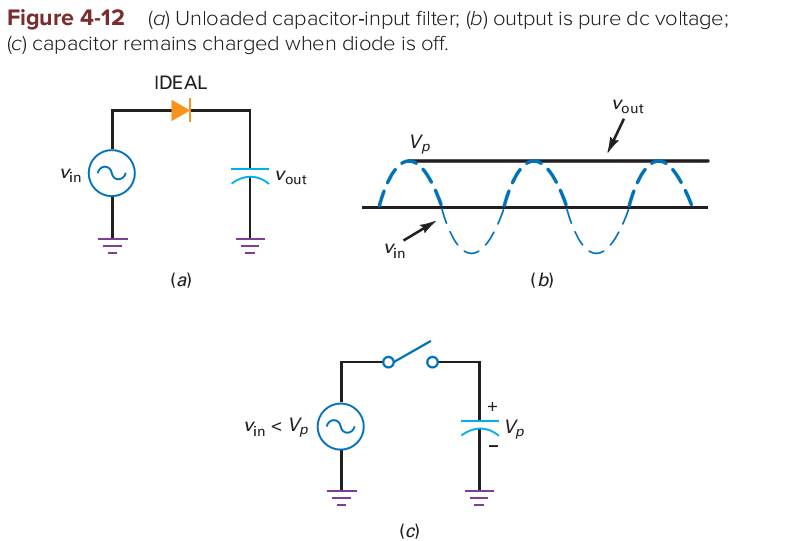 Figure 4-12 (a) Unloaded capacitor-input filter; (b) output is pure dc voltage;
(c) capacitor remains charged when diode is off.
IDEAL
vin
vout
(a)
Vp
vout
vin
(b)
vin < Vp
+
Vp
−
(c)